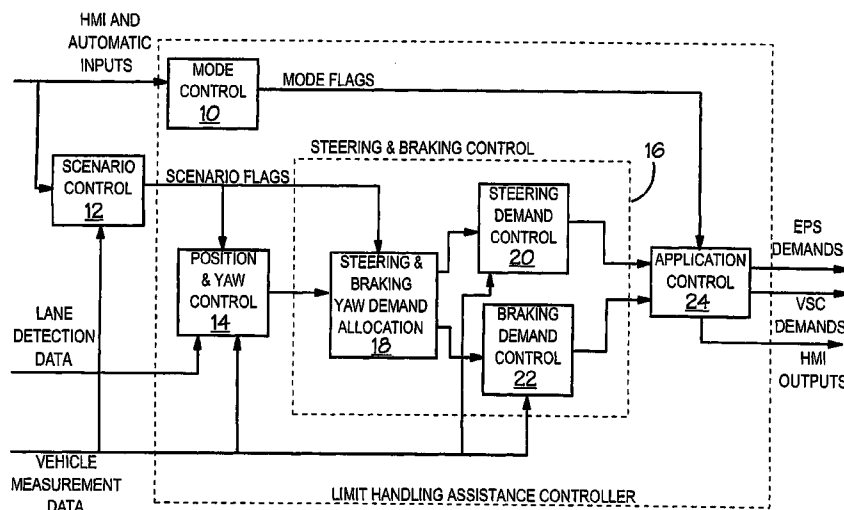 HMI AND
AUTOMATIC
INPUTS
MODE
CONTROL
10
MODE FLAGS
STEERING & BRAKING CONTROL
16
SCENARIO
CONTROL
12
SCENARIO FLAGS
STEERING
DEMAND
CONTROL
20
POSITION
& YAW
CONTROL
14
STEERING &
BRAKING
YAW DEMAND
ALLOCATION
18
BRAKING
DEMAND
CONTROL
22
APPLICATION
CONTROL
24
EPS
DEMANDS
VSC
DEMANDS
HMI
OUTPUTS
LANE
DETECTION
DATA
VEHICLE
MEASUREMENT
DATA
LIMIT HANDLING ASSISTANCE CONTROLLER